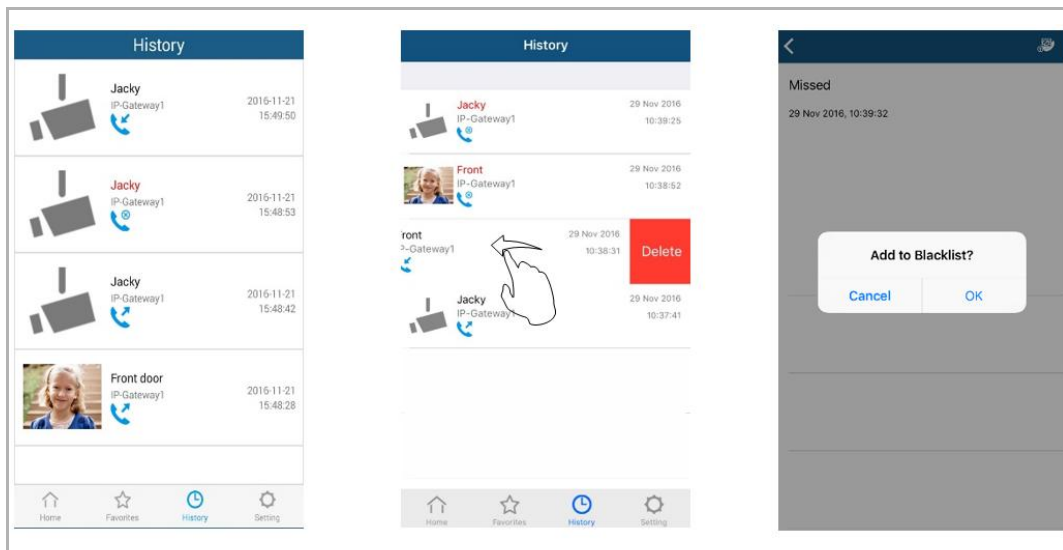 History
Jacky
IP-Gateway1
2016-11-21
15:49:50
Jacky
IP-Gateway1
2016-11-21
15:48:53
Jacky
IP-Gateway1
2016-11-21
15:48:42
Front door
IP-Gateway1
2016-11-21
15:48:28
Home
Favorites
History
Setting
History
Jacky
IP-Gateway1
29 Nov 2016
10:39:25
Front
IP-Gateway1
29 Nov 2016
10:38:52
ront
P-Gateway1
29 Nov 2016
10:38:31
Delete
Jacky
IP-Gateway1
29 Nov 2016
10:37:41
Home
Favorites
History
Setting
Missed
29 Nov 2016, 10:39:32
Add to Blacklist?
Cancel
OK